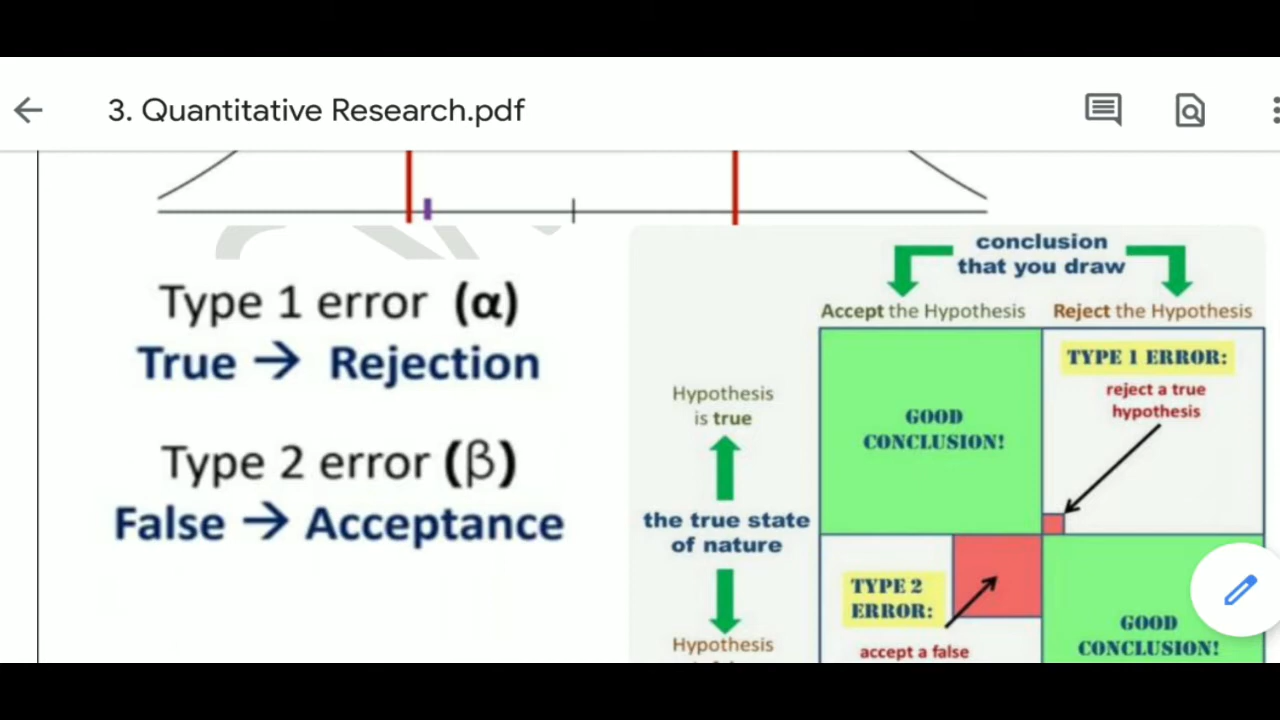 3. Quantitative Research.pdf
Type 1 error (α)
True → Rejection
Type 2 error (β)
False → Acceptance
conclusion
that you draw
Accept the Hypothesis
Reject the Hypothesis
Hypothesis
is true
GOOD
CONCLUSION!
TYPE 1 ERROR:
reject a true
hypothesis
the true state
of nature
TYPE 2
ERROR:
accept a false
GOOD
CONCLUSION!
Hypothesis